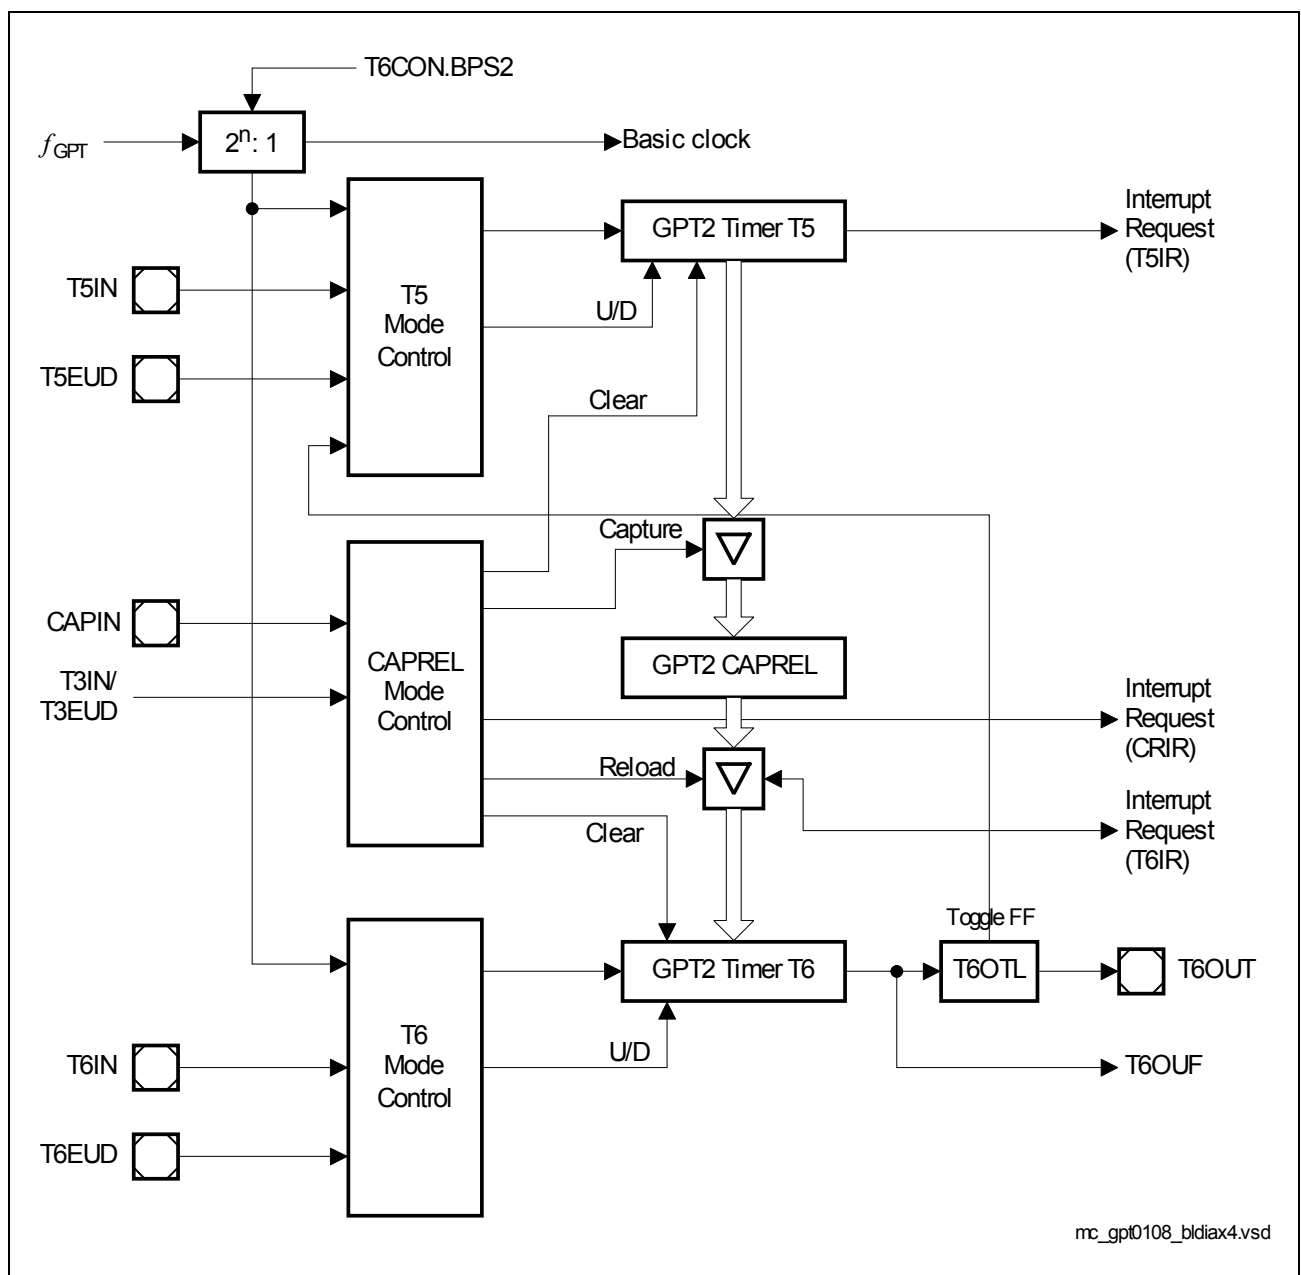 T6CON.BPS2
fGPT
2n: 1
Basic clock
T5IN
T5EUD
T5
Mode
Control
GPT2 Timer T5
U/D
Clear
Interrupt
Request
(T5IR)
Capture
CAPIN
T3IN/
T3EUD
CAPREL
Mode
Control
GPT2 CAPREL
Interrupt
Request
(CRIR)
Reload
Clear
Interrupt
Request
(T6IR)
Toggle FF
GPT2 Timer T6
T6OTL
T6OUT
T6
Mode
Control
U/D
T6IN
T6OUF
T6EUD
mc_gpt0108_bldiax4.vsd